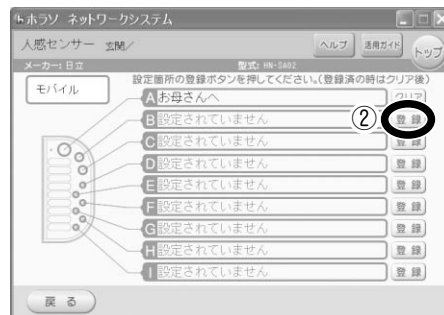 ホラソ ネットワークシステム
人感センサー 玄関/
ヘルプ
活用ガイド
トップ
メーカー: 日立
型式: HN-SA02
モバイル
設定箇所の登録ボタンを押してください。(登録済の時はクリア後)
A お母さんへ
クリア
②
B 設定されていません 登録
C 設定されていません 登録
D 設定されていません 登録
E 設定されていません 登録
F 設定されていません 登録
G 設定されていません 登録
H 設定されていません 登録
I 設定されていません 登録
戻る